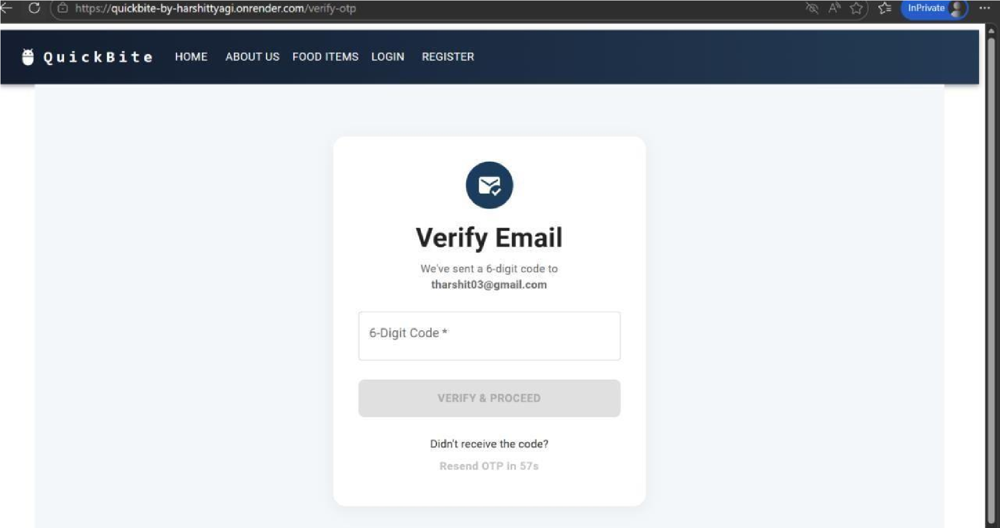 https://quickbite-by-harshittyagi.onrender.com/verify-otp
InPrivate
QuickBite HOME ABOUT US FOOD ITEMS LOGIN REGISTER
Verify Email
We've sent a 6-digit code to
tharshit03@gmail.com
6-Digit Code *
VERIFY & PROCEED
Didn't receive the code?
Resend OTP in 57s